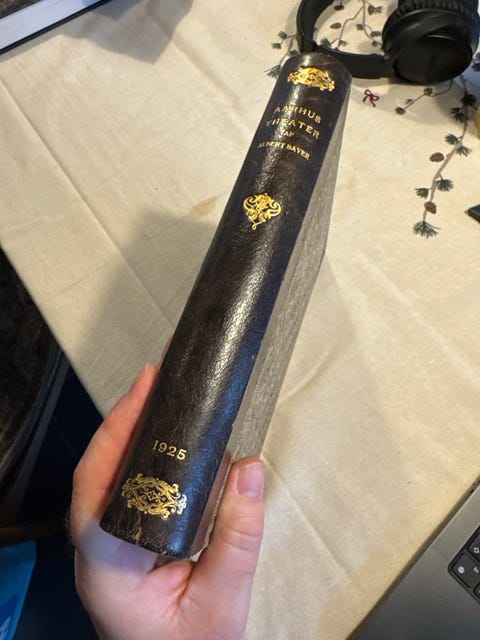 AARHUS
THEATER
AF
ALBERT BAYER
1925